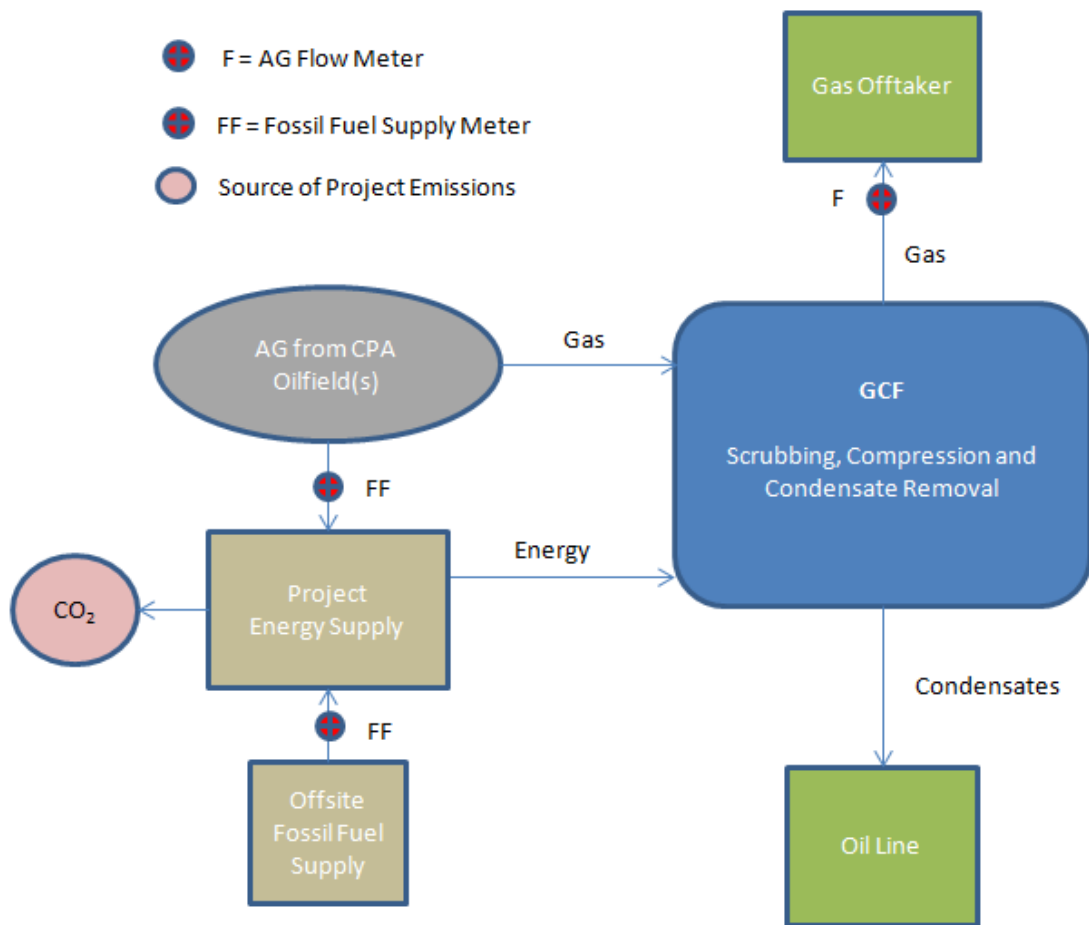 F = AG Flow Meter
FF = Fossil Fuel Supply Meter
Source of Project Emissions
Gas Offtaker
F
Gas
AG from CPA
Oilfield(s)
Gas
GCF
Scrubbing, Compression and
Condensate Removal
FF
Energy
Project
Energy Supply
CO₂
FF
Condensates
Offsite
Fossil Fuel
Supply
Oil Line